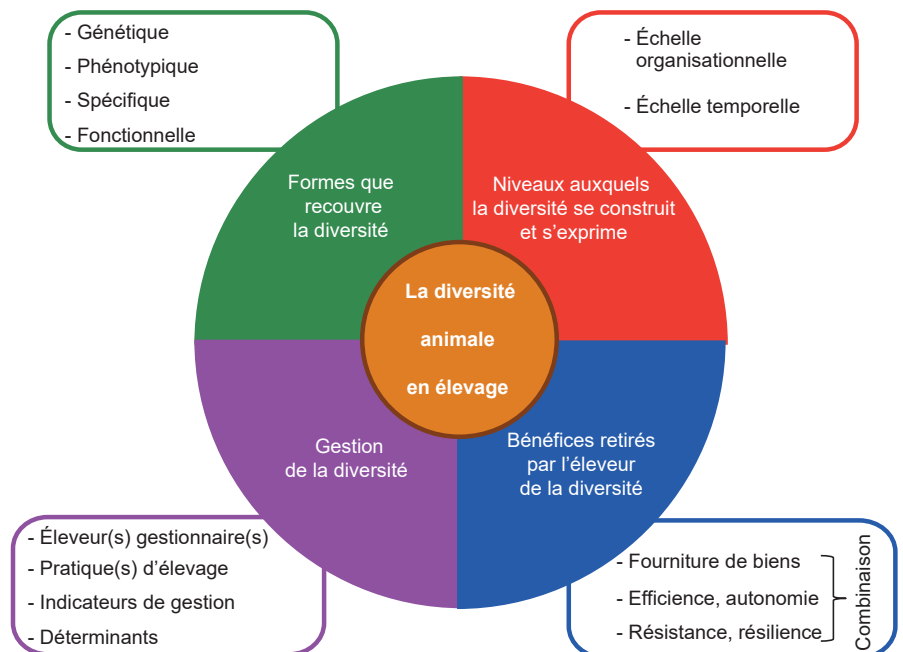 - Génétique
- Phénotypique
- Spécifique
- Fonctionnelle
- Échelle
organisationnelle
- Échelle temporelle
Formes que
recouvre
la diversité
Niveaux auxquels
la diversité se construit
et s’exprime
La diversité
animale
en élevage
Gestion
de la diversité
Bénéfices retirés
par l’éleveur
de la diversité
- Éleveur(s) gestionnaire(s)
- Pratique(s) d’élevage
- Indicateurs de gestion
- Déterminants
- Fourniture de biens
- Efficience, autonomie
- Résistance, résilience
Combinaison